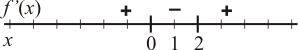 f'(x) + − +
x 0 1 2